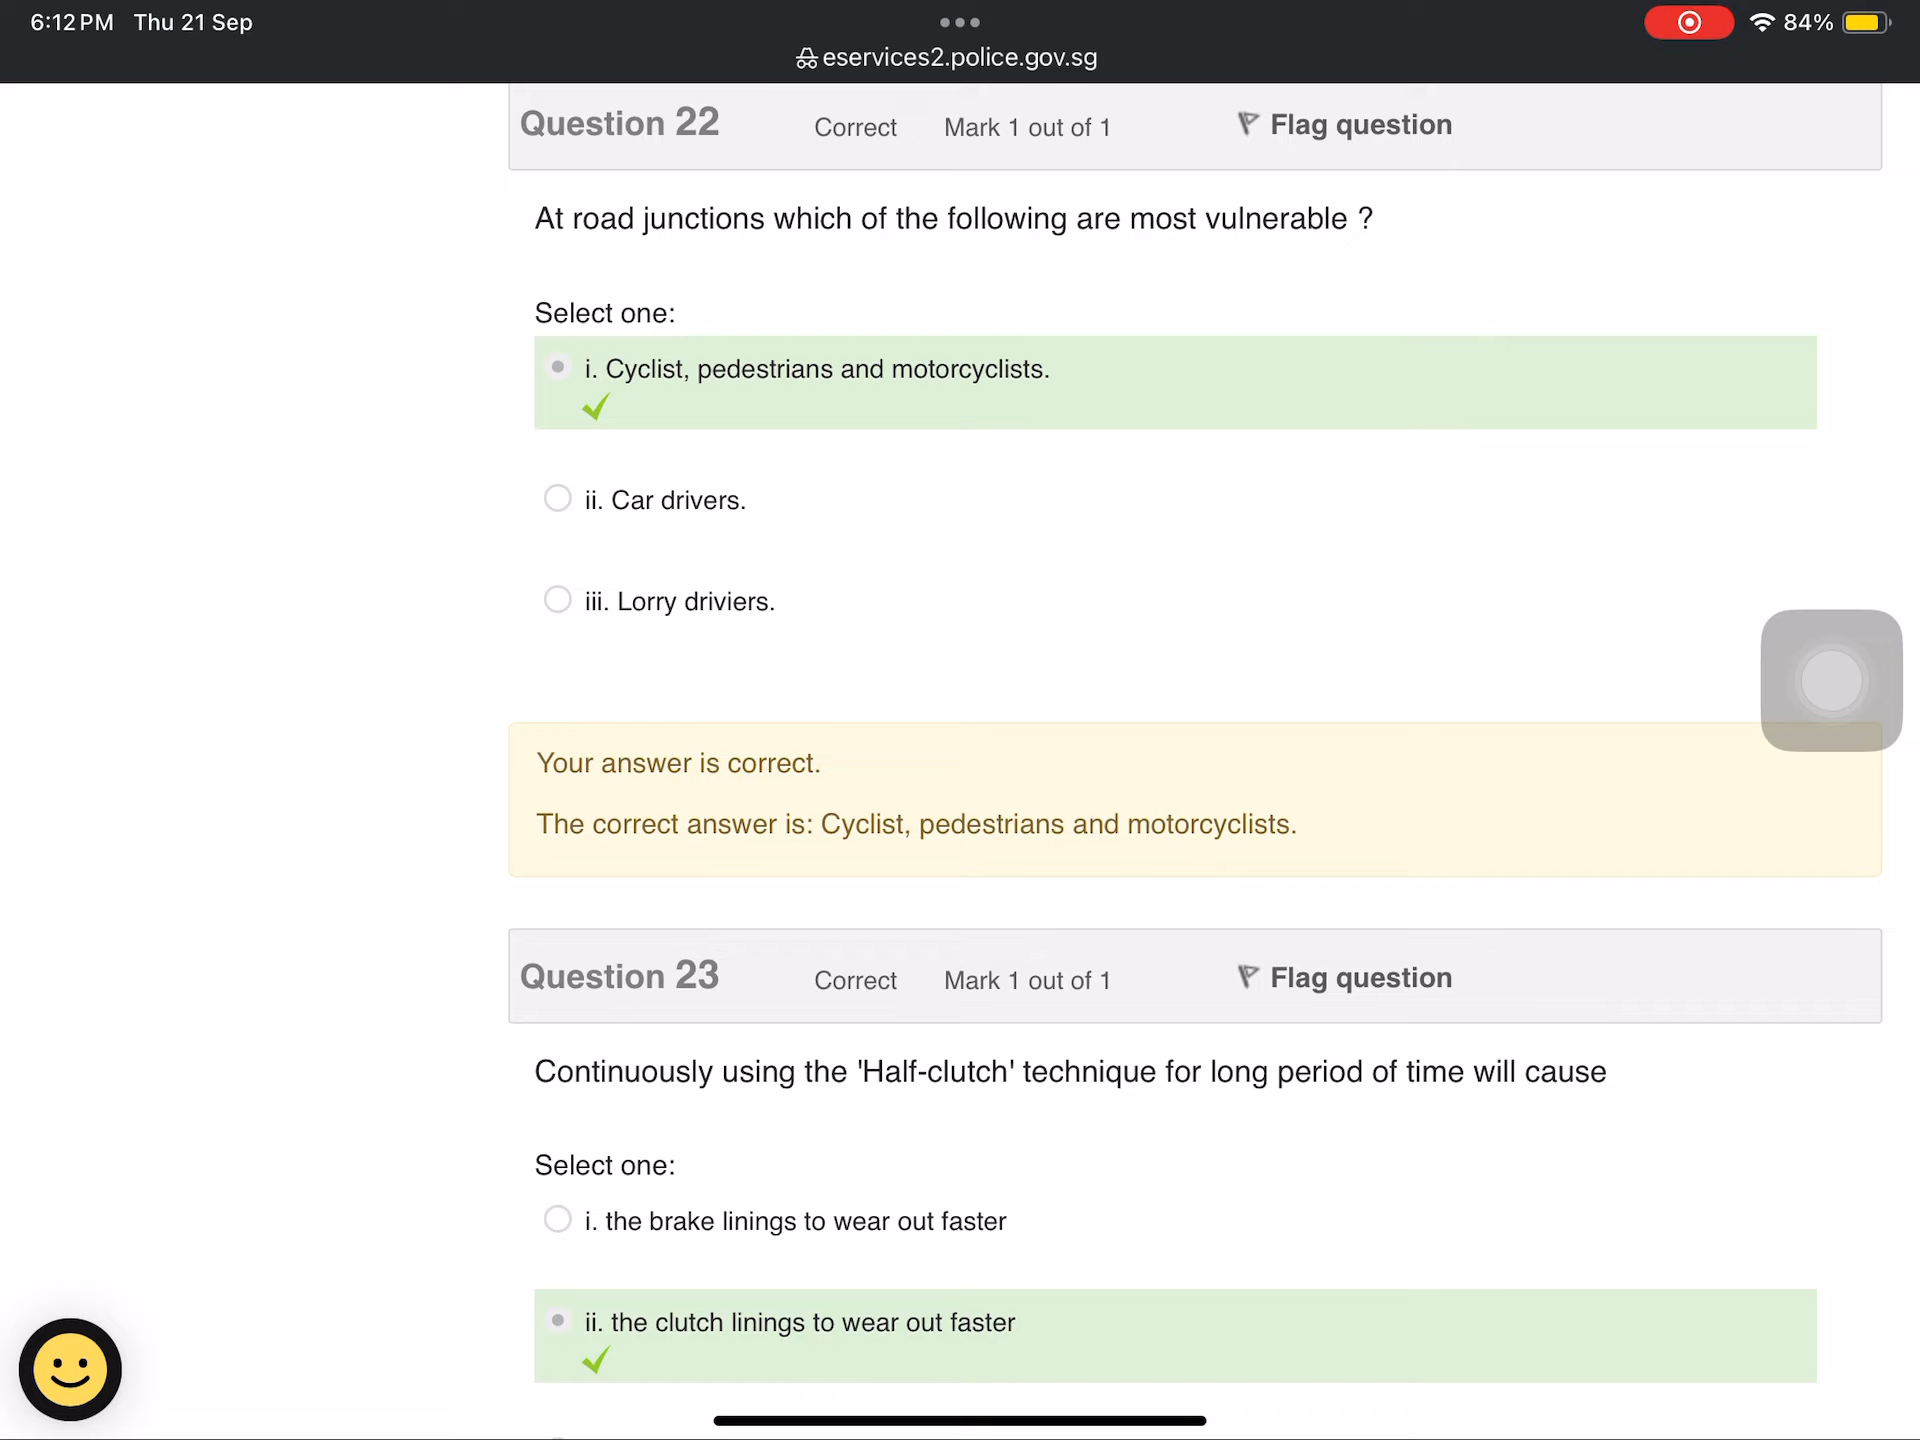 6:12 PM Thu 21 Sep
84%
eservices2.police.gov.sg
Question 22 Correct Mark 1 out of 1 Flag question
At road junctions which of the following are most vulnerable ?
Select one:
i. Cyclist, pedestrians and motorcyclists.
ii. Car drivers.
iii. Lorry driviers.
Your answer is correct.
The correct answer is: Cyclist, pedestrians and motorcyclists.
Question 23 Correct Mark 1 out of 1 Flag question
Continuously using the 'Half-clutch' technique for long period of time will cause
Select one:
i. the brake linings to wear out faster
ii. the clutch linings to wear out faster